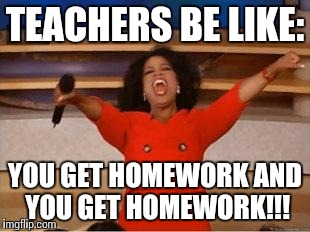 TEACHERS BE LIKE:
YOU GET HOMEWORK AND
YOU GET HOMEWORK!!!
imgflip.com